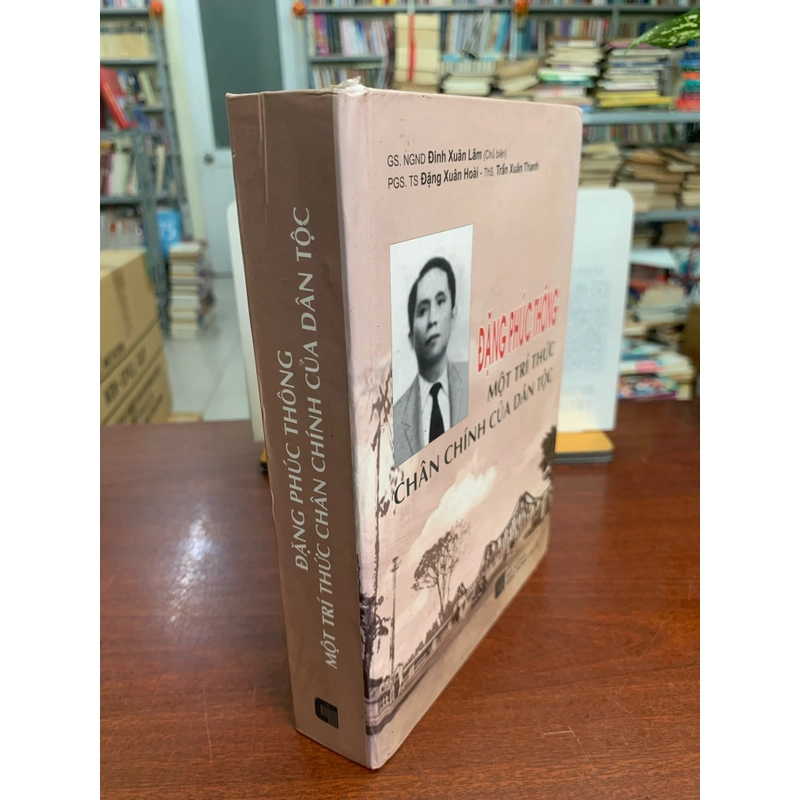 GS. NGND Đinh Xuân Lâm (Chủ biên)
PGS. TS Đặng Xuân Hoài - ThS. Trần Xuân Thanh
ĐẶNG PHÚC THÔNG
MỘT TRÍ THỨC
CHÂN CHÍNH CỦA DÂN TỘC
ĐẶNG PHÚC THÔNG
MỘT TRÍ THỨC CHÂN CHÍNH CỦA DÂN TỘC